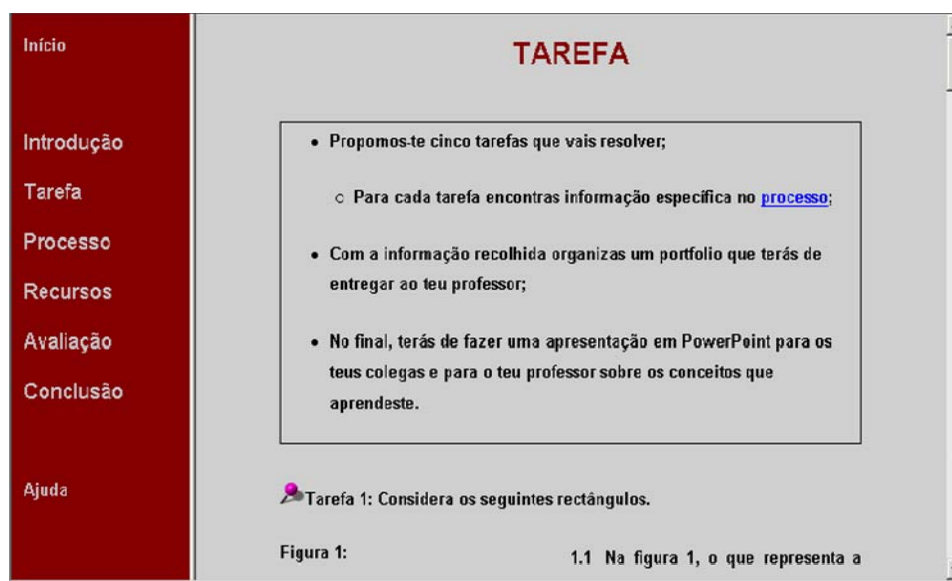 Início
Introdução
Tarefa
Processo
Recursos
Avaliação
Conclusão
Ajuda
TAREFA
• Propomos-te cinco tarefas que vais resolver;
○ Para cada tarefa encontras informação específica no processo;
• Com a informação recolhida organizas um portfolio que terás de
entregar ao teu professor;
• No final, terás de fazer uma apresentação em PowerPoint para os
teus colegas e para o teu professor sobre os conceitos que
aprendeste.
Tarefa 1: Considera os seguintes rectângulos.
Figura 1:
1.1 Na figura 1, o que representa a